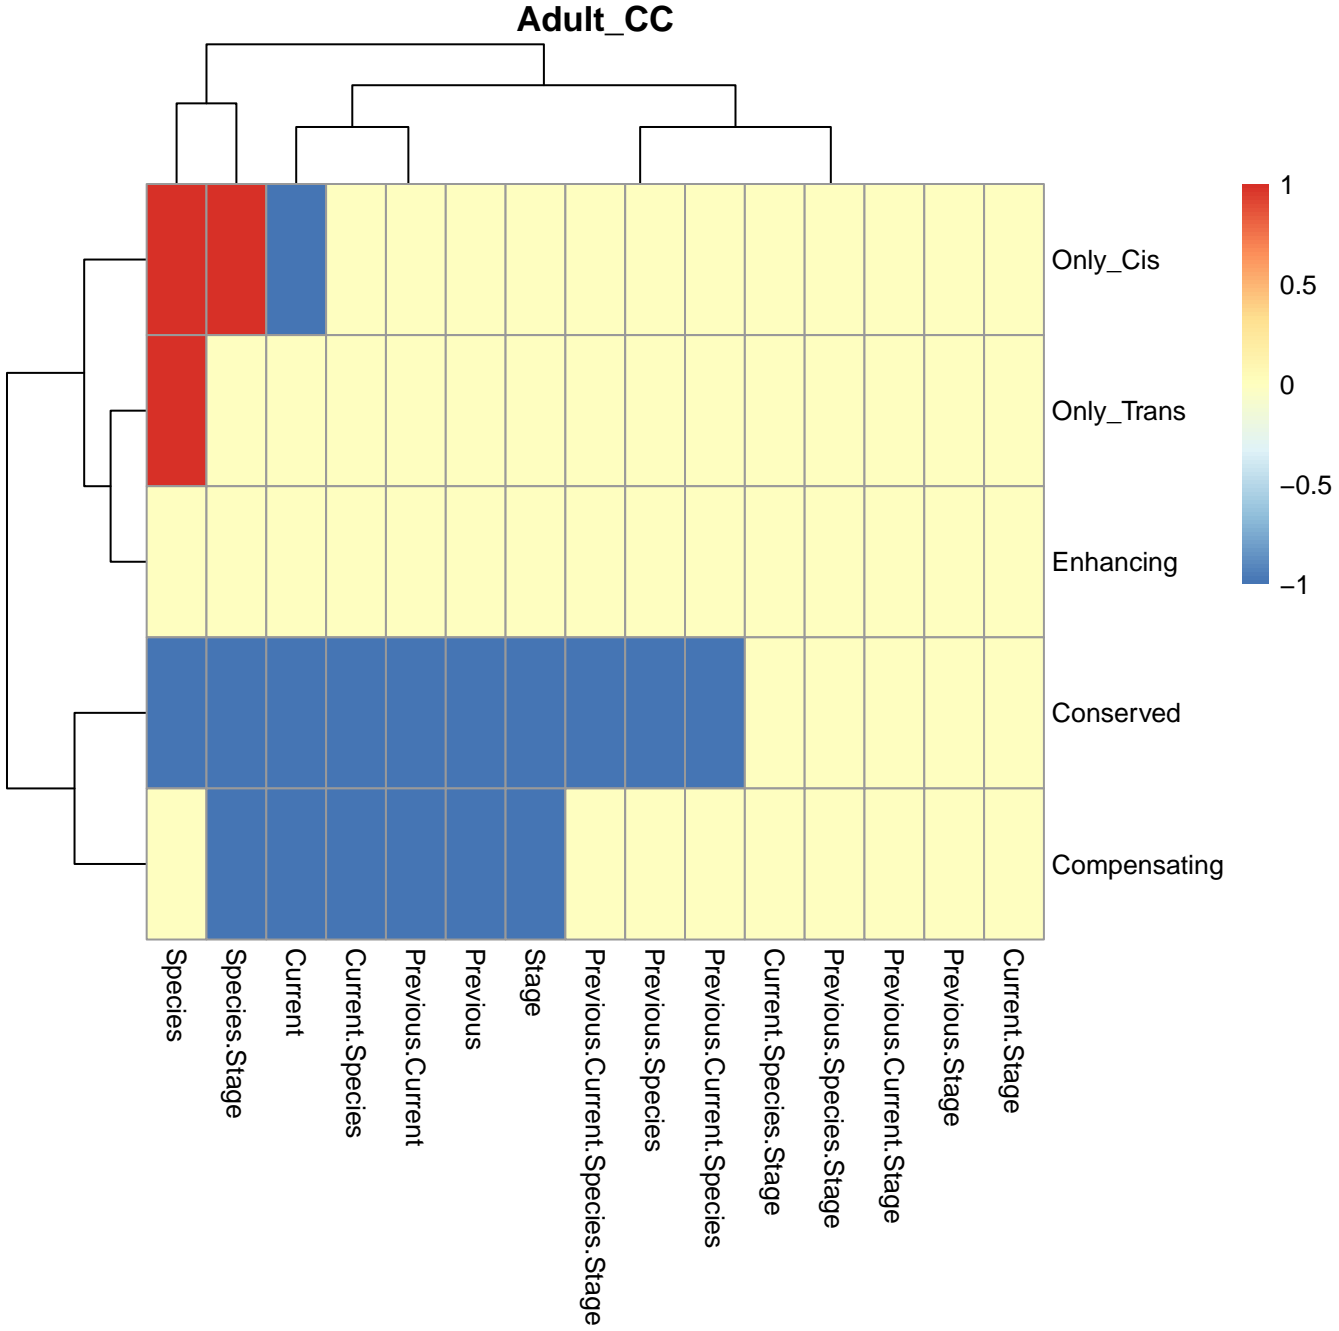 Adult_CC
1
0.5
0
−0.5
−1
Only_Cis
Only_Trans
Enhancing
Conserved
Compensating
Species
Species.Stage
Current
Current.Species
Previous.Current
Previous
Stage
Previous.Current.Species.Stage
Previous.Species
Previous.Current.Species
Current.Species.Stage
Previous.Species.Stage
Previous.Current.Stage
Previous.Stage
Current.Stage